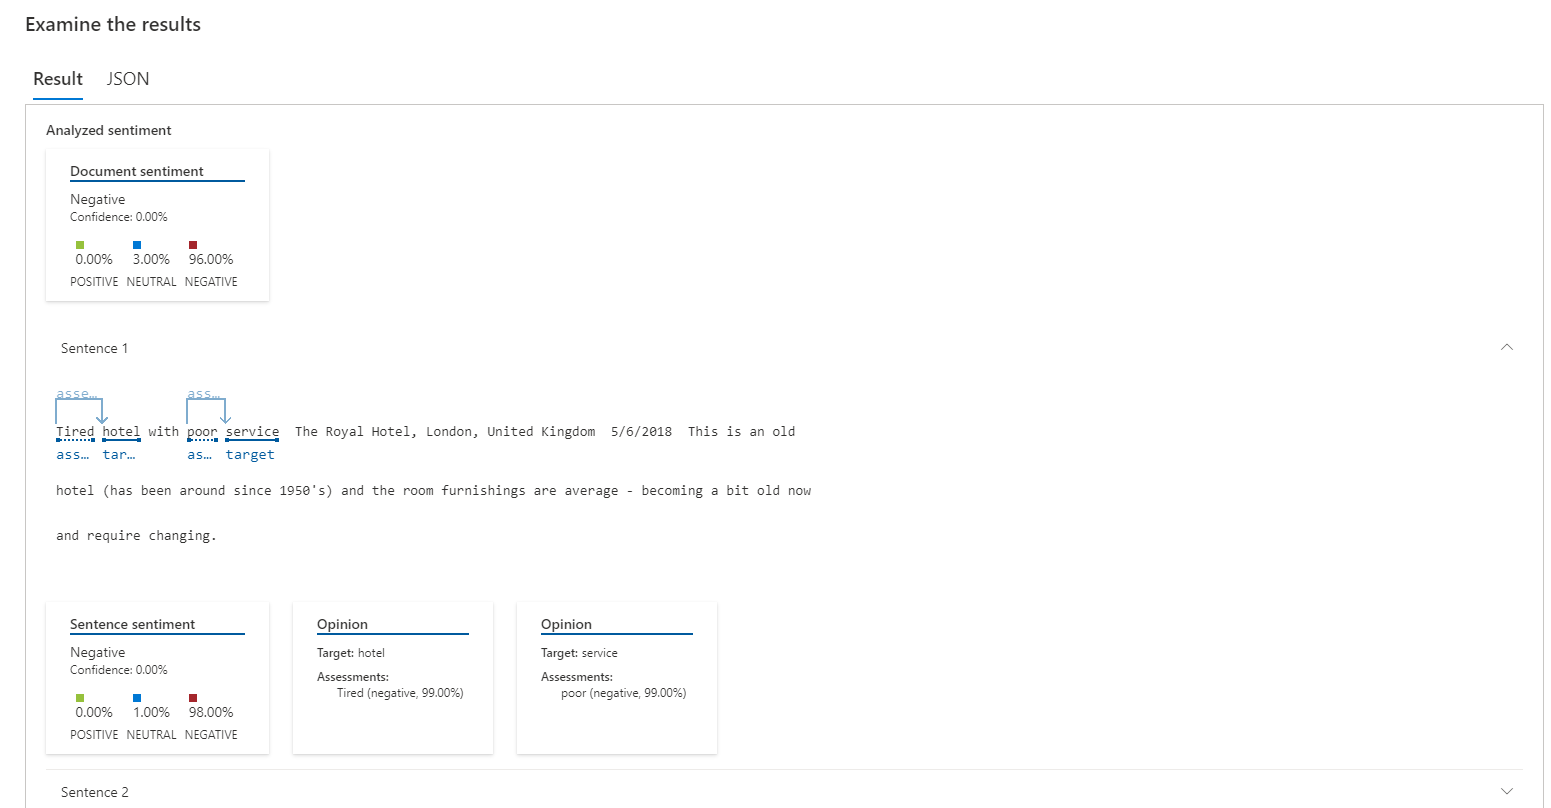 Examine the results
Result JSON
Analyzed sentiment
Document sentiment
Negative
Confidence: 0.00%
0.00% 3.00% 96.00%
POSITIVE NEUTRAL NEGATIVE
Sentence 1
asse... ass...
Tired hotel with poor service The Royal Hotel, London, United Kingdom 5/6/2018 This is an old
ass... tar... as... target
hotel (has been around since 1950's) and the room furnishings are average - becoming a bit old now
and require changing.
Sentence sentiment
Negative
Confidence: 0.00%
0.00% 1.00% 98.00%
POSITIVE NEUTRAL NEGATIVE
Opinion
Target: hotel
Assessments:
Tired (negative, 99.00%)
Opinion
Target: service
Assessments:
poor (negative, 99.00%)
Sentence 2